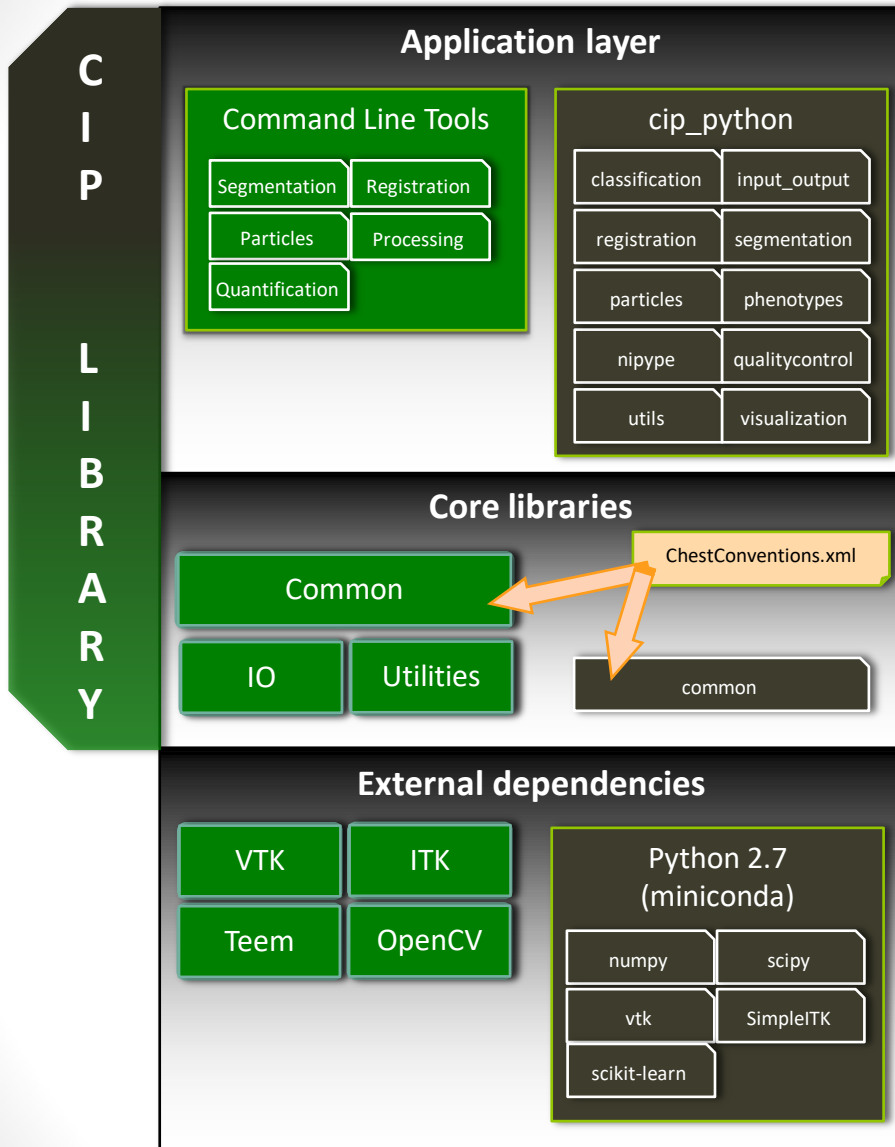 CIP LIBRARY
Application layer
Command Line Tools
Segmentation
Registration
Particles
Processing
Quantification
cip_python
classification
input_output
registration
segmentation
particles
phenotypes
nipype
qualitycontrol
utils
visualization
Core libraries
ChestConventions.xml
Common
IO
Utilities
common
External dependencies
VTK
ITK
Teem
OpenCV
Python 2.7
(miniconda)
numpy
scipy
vtk
SimpleITK
scikit-learn